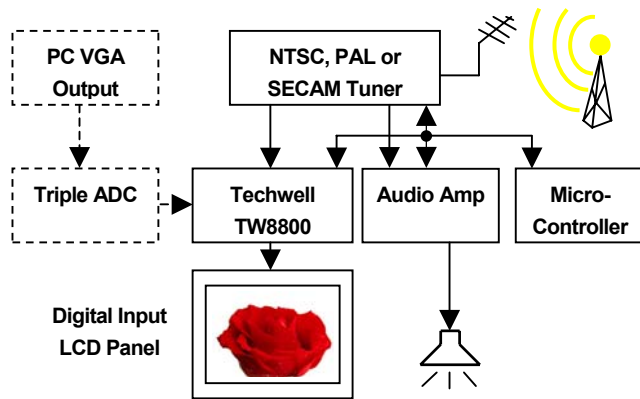 PC VGA
Output
NTSC, PAL or
SECAM Tuner
Triple ADC
Techwell
TW8800
Audio Amp
Micro-
Controller
Digital Input
LCD Panel